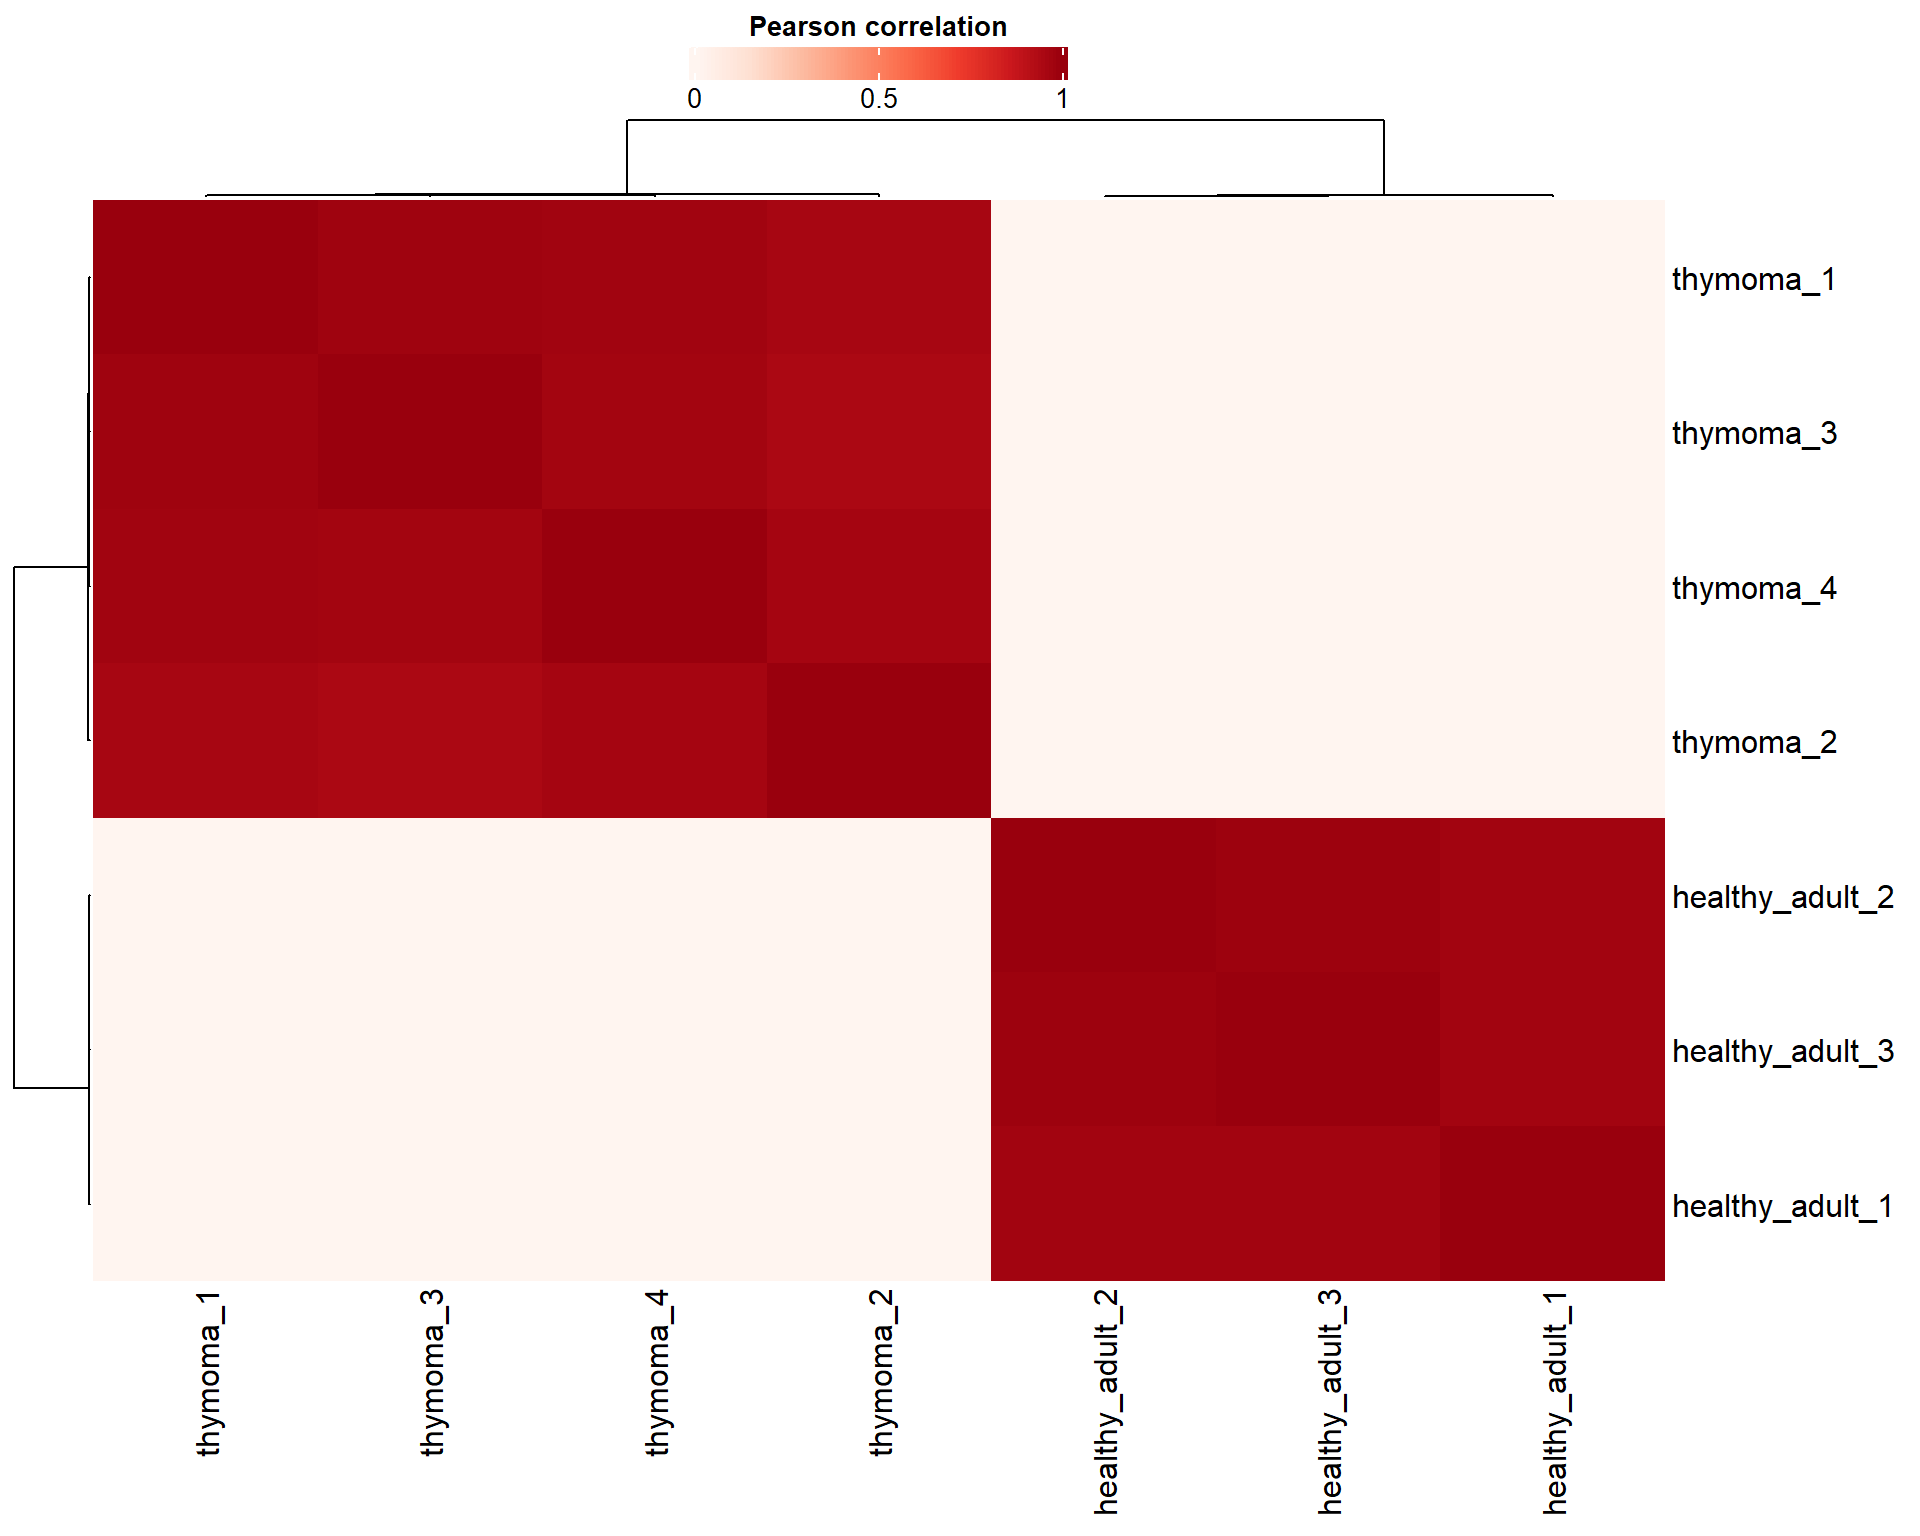 Pearson correlation
0 0.5 1
thymoma_1
thymoma_3
thymoma_4
thymoma_2
healthy_adult_2
healthy_adult_3
healthy_adult_1
thymoma_1
thymoma_3
thymoma_4
thymoma_2
healthy_adult_2
healthy_adult_3
healthy_adult_1